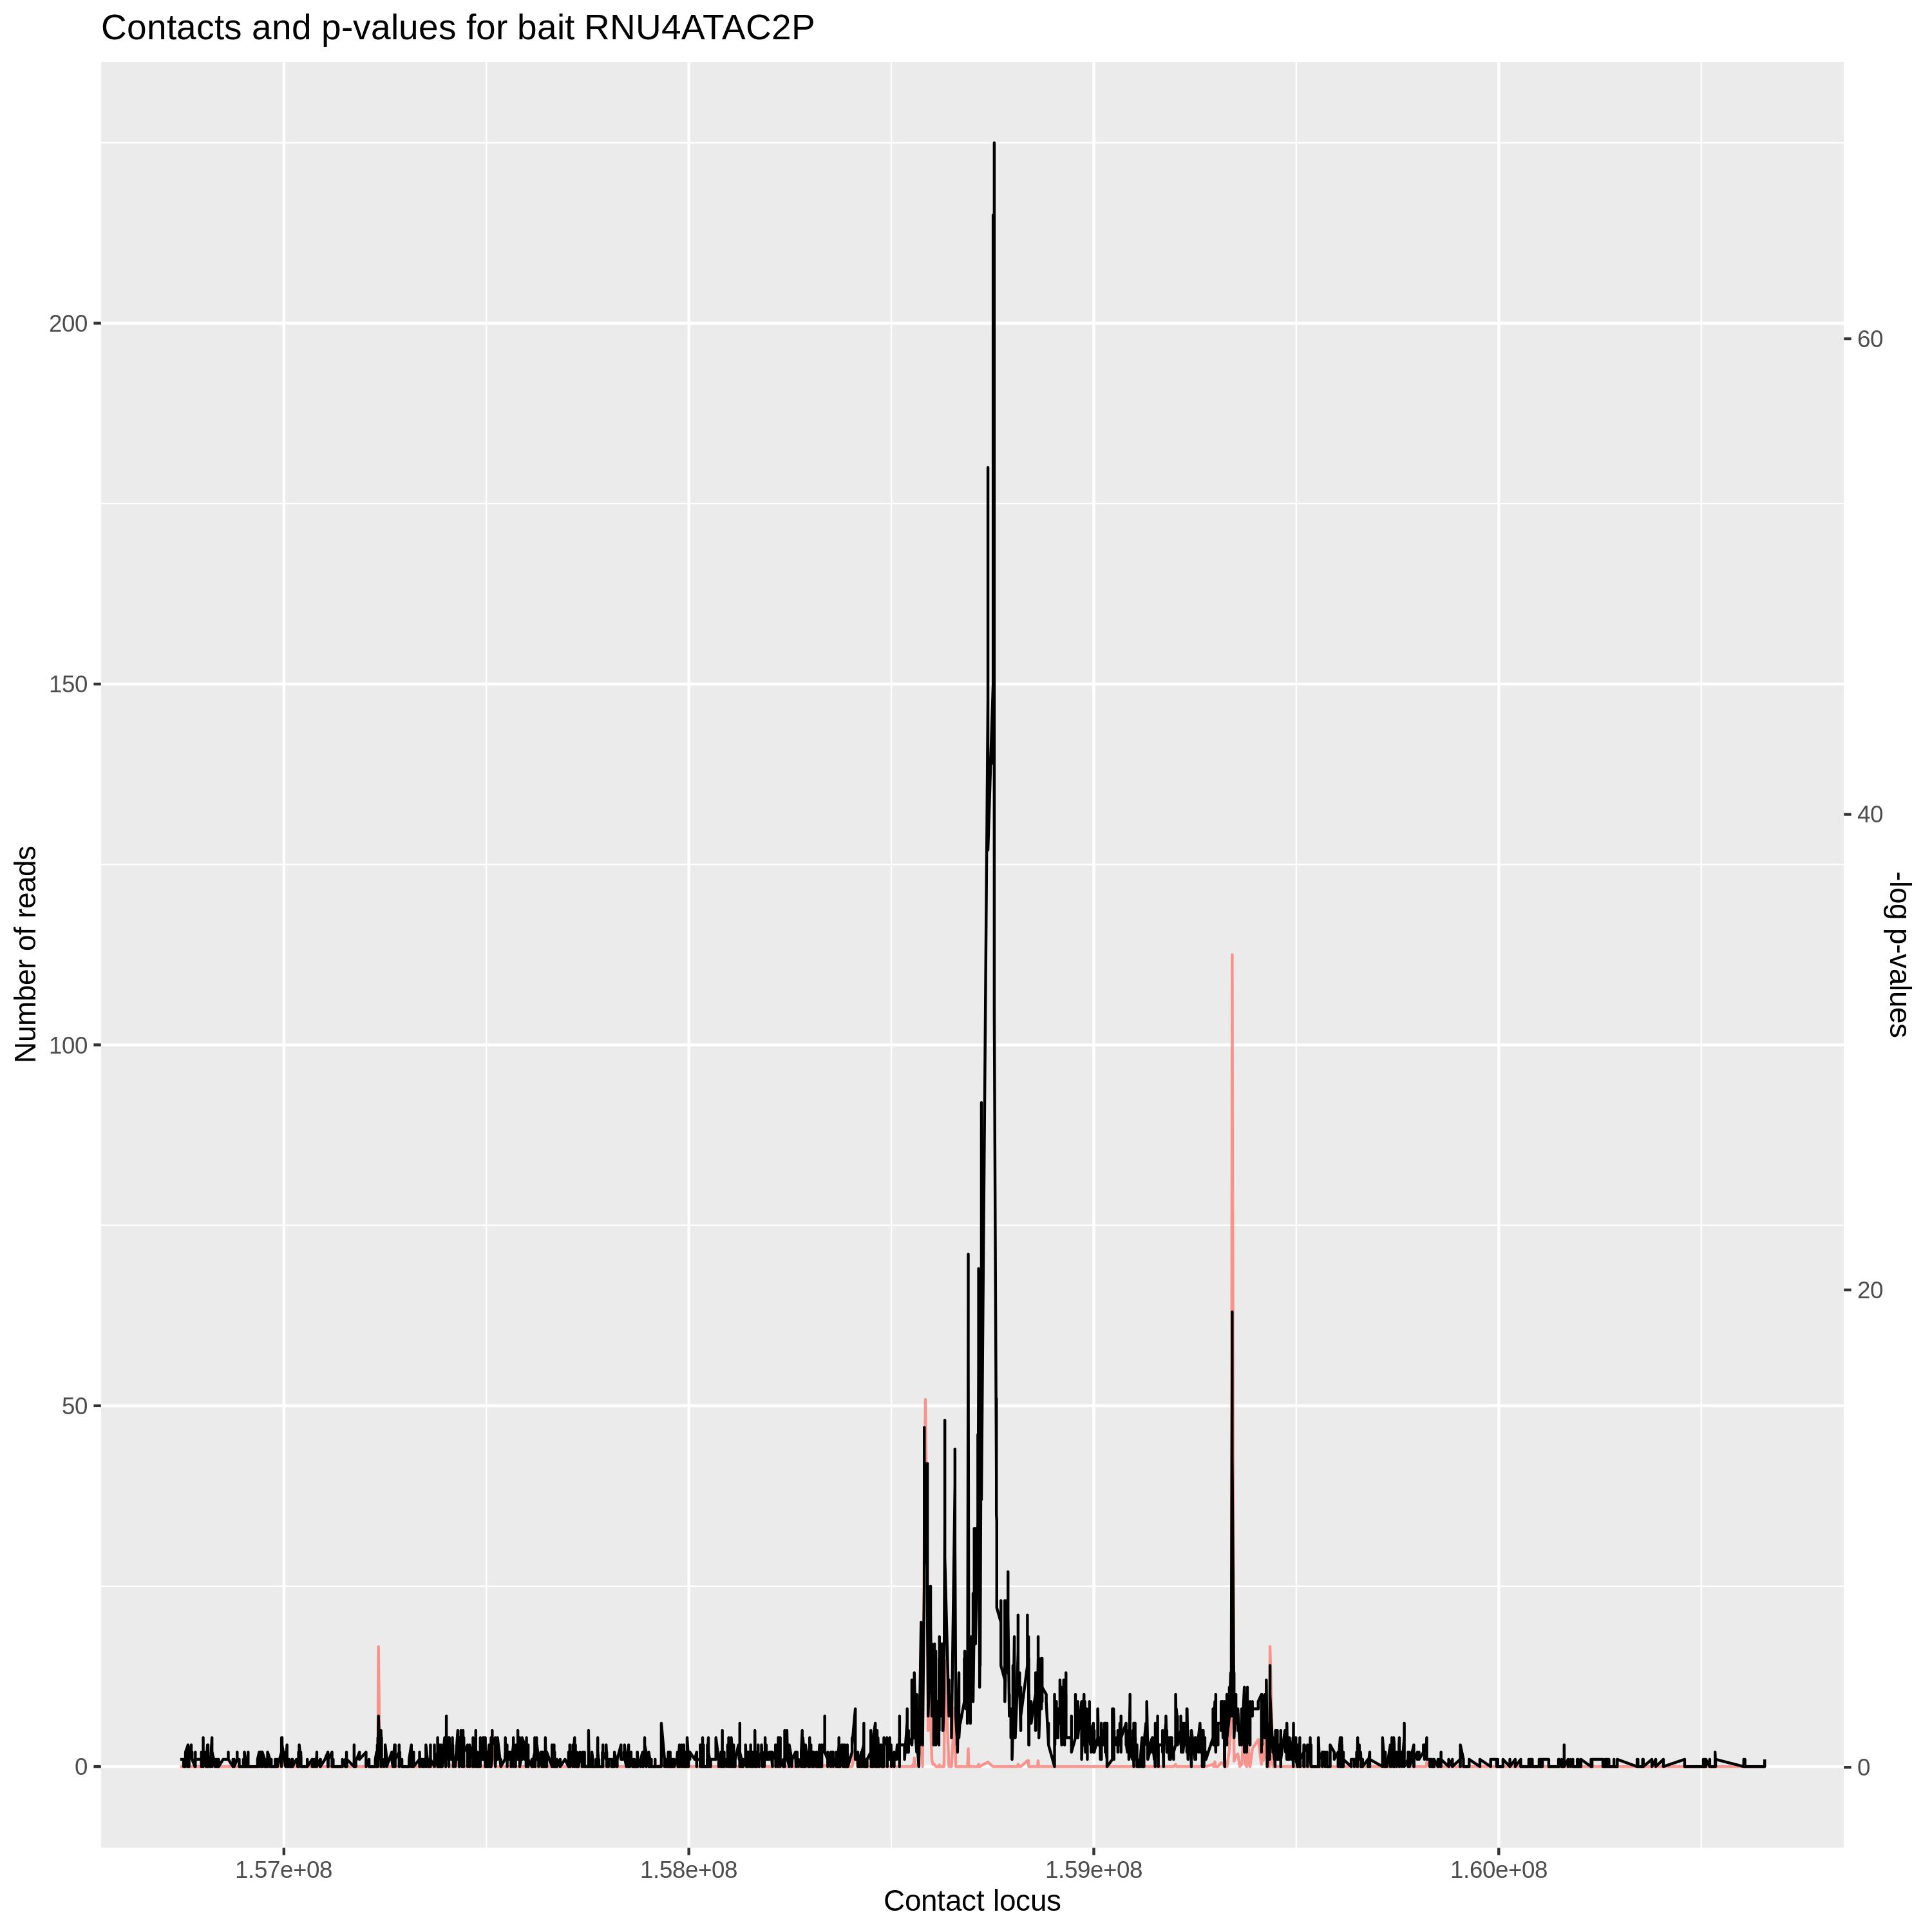 Contacts and p-values for bait RNU4ATAC2P
Number of reads
200
150
100
50
0
60
40
20
0
-log p-values
1.57e+08
1.58e+08
1.59e+08
1.60e+08
Contact locus